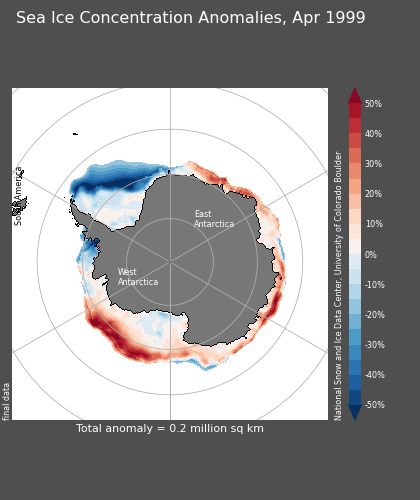 Sea Ice Concentration Anomalies, Apr 1999
South America
East
Antarctica
West
Antarctica
50%
40%
30%
20%
10%
0%
-10%
-20%
-30%
-40%
-50%
National Snow and Ice Data Center, University of Colorado Boulder
final data
Total anomaly = 0.2 million sq km